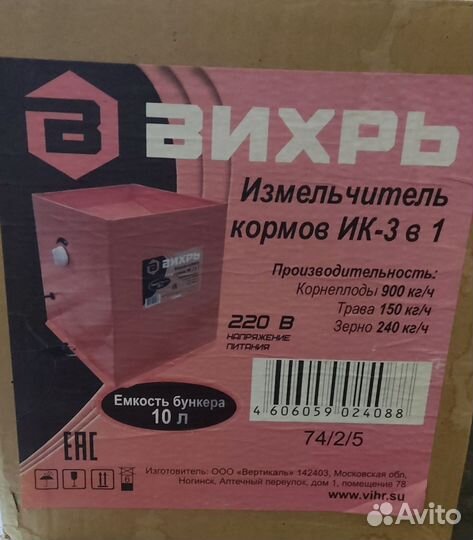 ВИХРЬ
Измельчитель
кормов ИК-3 в 1
Производительность:
Корнеплоды 900 кг/ч
Трава 150 кг/ч
Зерно 240 кг/ч
220 В
НАПРЯЖЕНИЕ
ПИТАНИЯ
Емкость бункера
10 л
4 606059 024088
74/2/5
EAC
Изготовитель: ООО «Вертикаль» 142403, Московская обл,
Ногинск, Аптечный переулок, дом 1, помещение 78
www.vihr.su
Avito